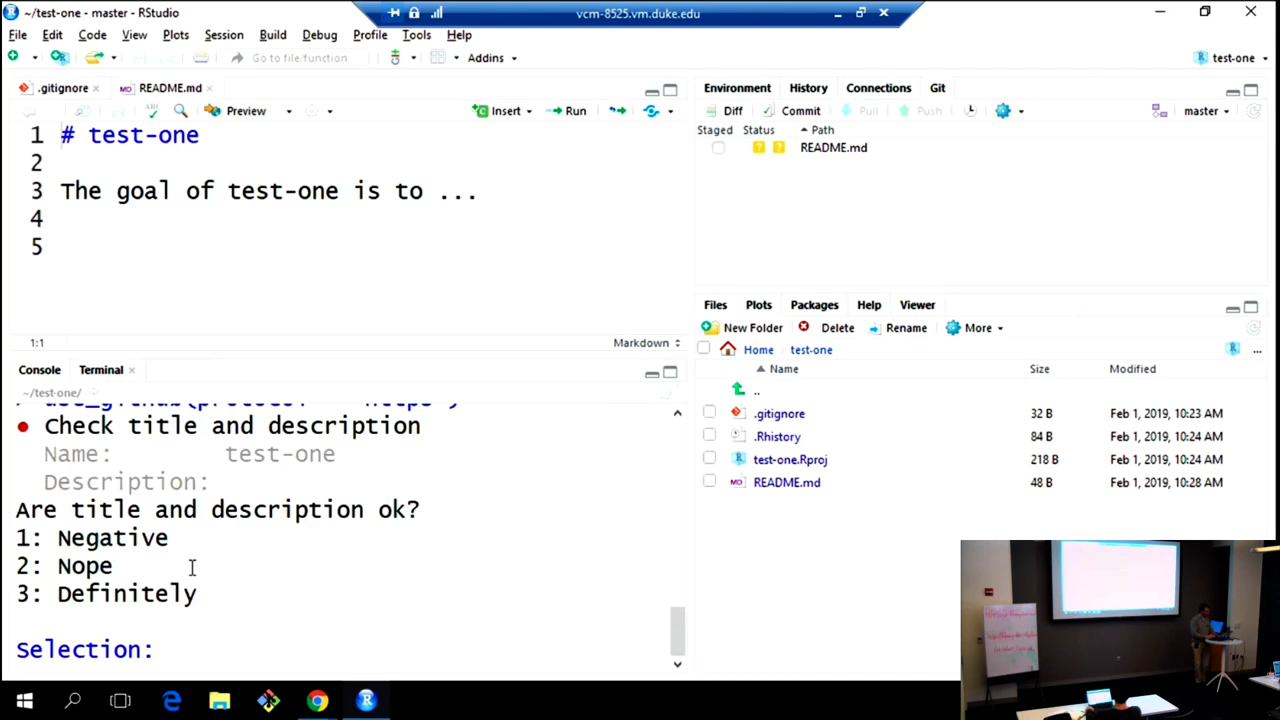 ~/test-one - master - RStudio
vcm-8525.vm.duke.edu
File Edit Code View Plots Session Build Debug Profile Tools Help
Go to file/function
Addins
test-one
.gitignore
README.md
Preview
Insert
Run
1 # test-one
2
3 The goal of test-one is to ...
4
5
1:1
Markdown
Environment History Connections Git
Diff Commit Pull Push
master
Staged Status Path
README.md
Files Plots Packages Help Viewer
New Folder Delete Rename More
Home test-one
Name Size Modified
..
.gitignore 32 B Feb 1, 2019, 10:23 AM
.Rhistory 84 B Feb 1, 2019, 10:24 AM
test-one.Rproj 218 B Feb 1, 2019, 10:24 AM
README.md 48 B Feb 1, 2019, 10:28 AM
Console Terminal
~/test-one/
Check title and description
Name: test-one
Description:
Are title and description ok?
1: Negative
2: Nope
3: Definitely
Selection: